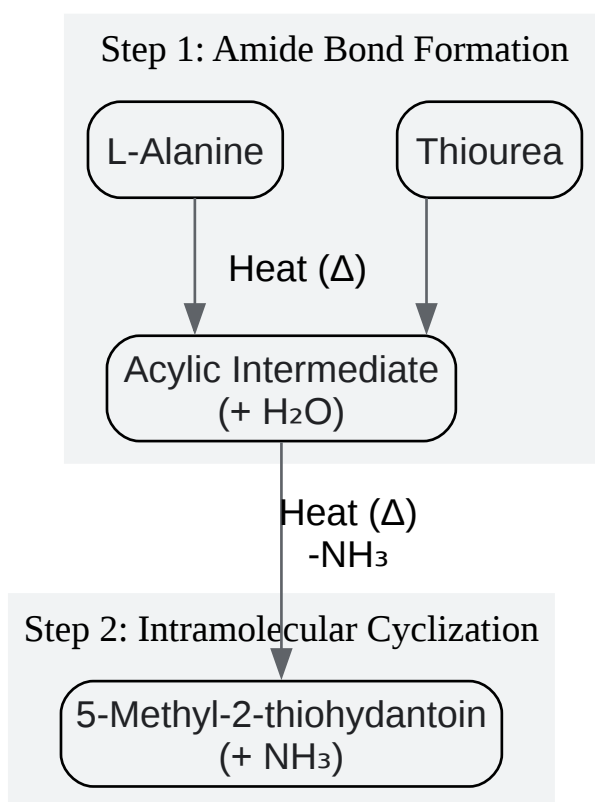 Step 1: Amide Bond Formation
L-Alanine
Thiourea
Heat (Δ)
Acylic Intermediate
(+ H₂O)
Heat (Δ)
-NH₃
Step 2: Intramolecular Cyclization
5-Methyl-2-thiohydantoin
(+ NH₃)